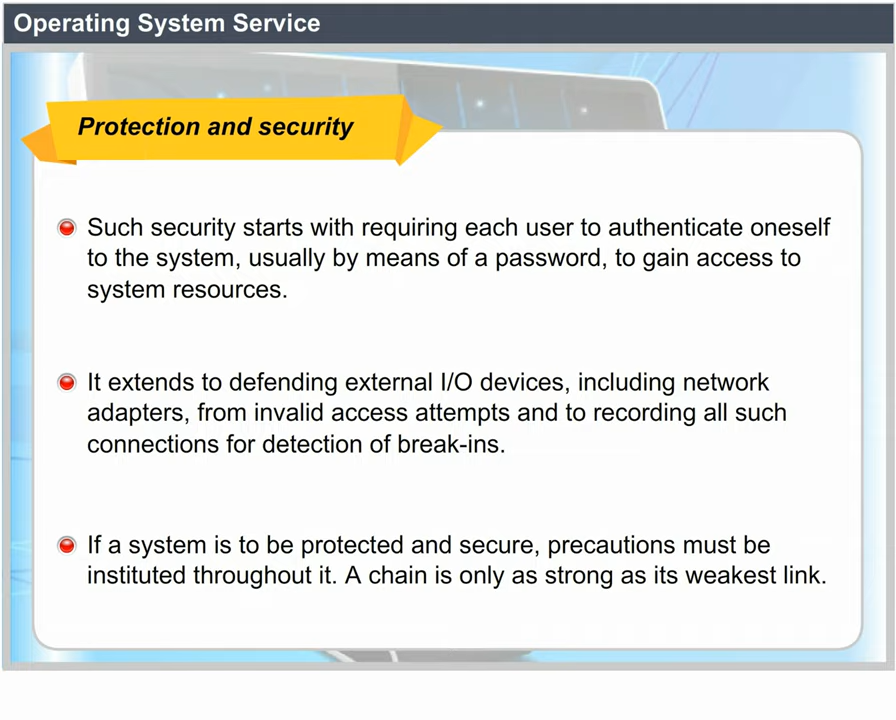 Operating System Service
Protection and security
Such security starts with requiring each user to authenticate oneself
to the system, usually by means of a password, to gain access to
system resources.
It extends to defending external I/O devices, including network
adapters, from invalid access attempts and to recording all such
connections for detection of break-ins.
If a system is to be protected and secure, precautions must be
instituted throughout it. A chain is only as strong as its weakest link.